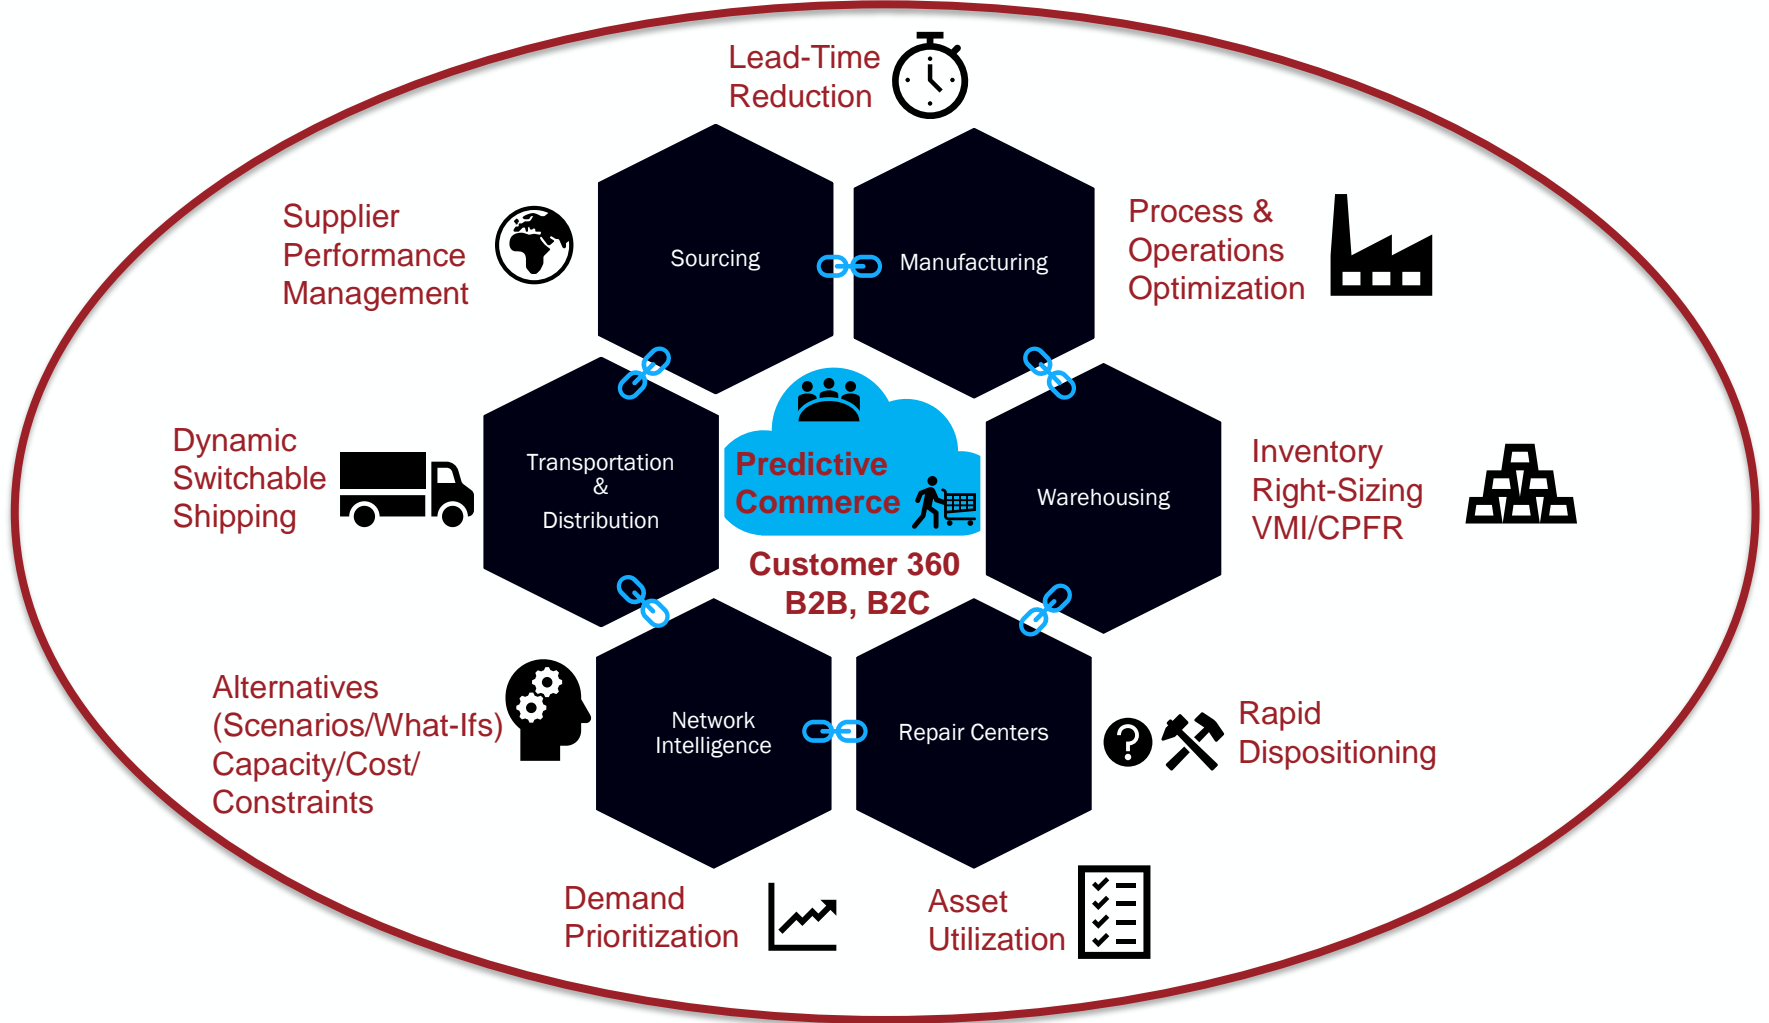 Lead-Time
Reduction
Supplier
Performance
Management
Sourcing
Manufacturing
Process &
Operations
Optimization
Dynamic
Switchable
Shipping
Transportation
&
Distribution
Predictive
Commerce
Customer 360
B2B, B2C
Warehousing
Inventory
Right-Sizing
VMI/CPFR
Alternatives
(Scenarios/What-Ifs)
Capacity/Cost/
Constraints
Network
Intelligence
Repair Centers
?
Rapid
Dispositioning
Demand
Prioritization
Asset
Utilization